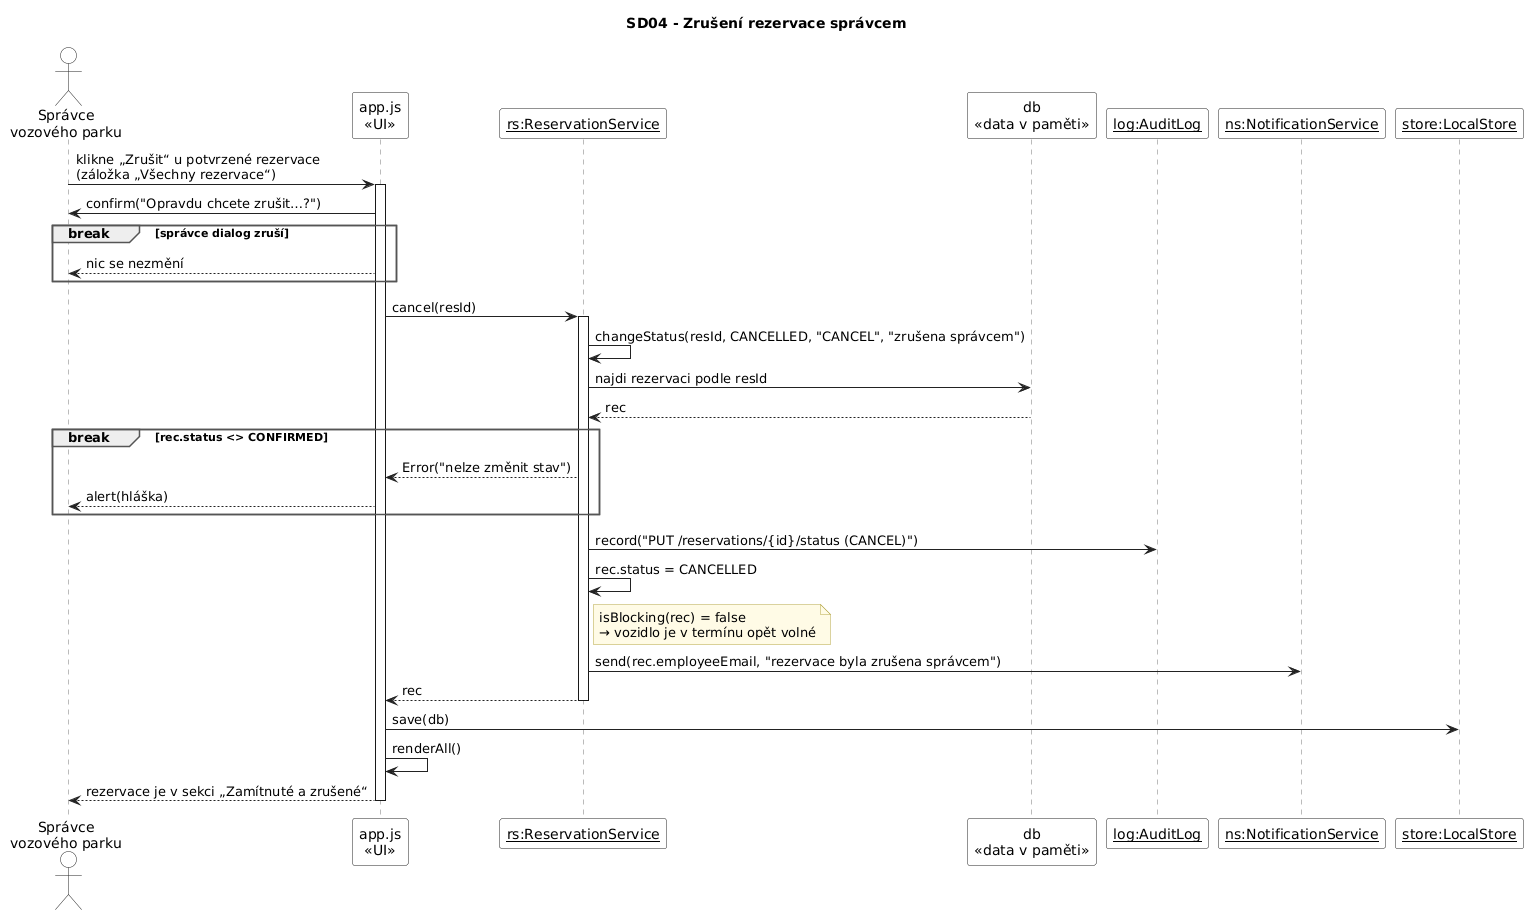 SD04 - Zrušení rezervace správcem
Správce
vozového parku
app.js
«UI»
rs:ReservationService
db
«data v paměti»
log:AuditLog
ns:NotificationService
store:LocalStore
klikne „Zrušit“ u potvrzené rezervace
(záložka „Všechny rezervace“)
confirm("Opravdu chcete zrušit...?")
break
[správce dialog zruší]
nic se nezmění
cancel(resId)
changeStatus(resId, CANCELLED, "CANCEL", "zrušena správcem")
najdi rezervaci podle resId
rec
break
[rec.status <> CONFIRMED]
Error("nelze změnit stav")
alert(hláška)
record("PUT /reservations/{id}/status (CANCEL)")
rec.status = CANCELLED
isBlocking(rec) = false
→ vozidlo je v termínu opět volné
send(rec.employeeEmail, "rezervace byla zrušena správcem")
rec
save(db)
renderAll()
rezervace je v sekci „Zamítnuté a zrušené“
Správce
vozového parku
app.js
«UI»
rs:ReservationService
db
«data v paměti»
log:AuditLog
ns:NotificationService
store:LocalStore